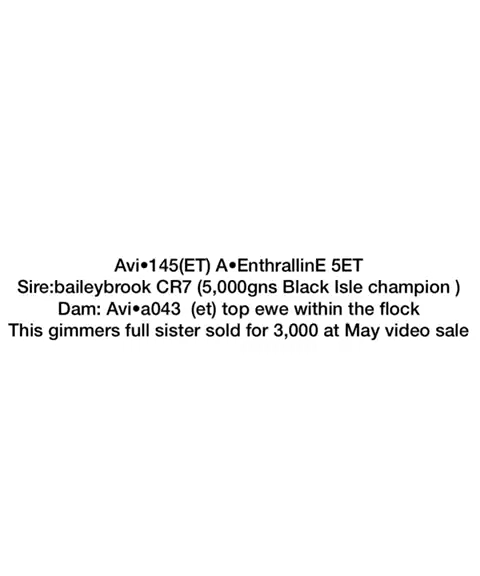 Avi•145(ET) A•EnthrallinE 5ET
Sire:baileybrook CR7 (5,000gns Black Isle champion )
Dam: Avi•a043  (et) top ewe within the flock
This gimmers full sister sold for 3,000 at May video sale